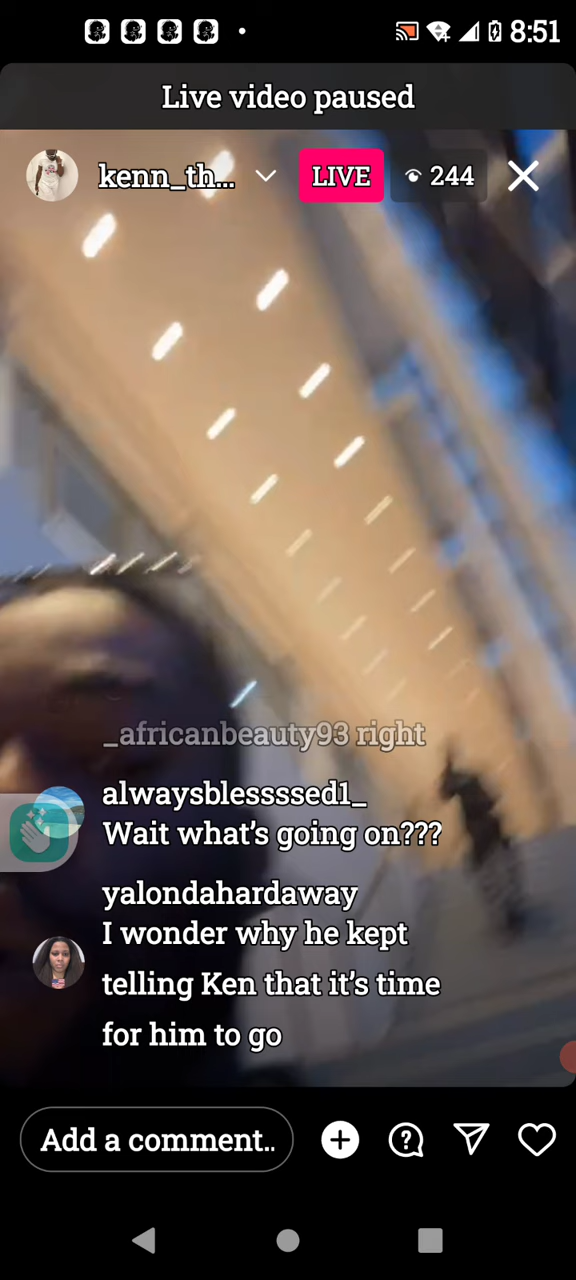 8:51
Live video paused
kenn_th... LIVE 244
_africanbeauty93 right
alwaysblessssed1_
Wait what's going on???
yalondahardaway
I wonder why he kept
telling Ken that it's time
for him to go
Add a comment..